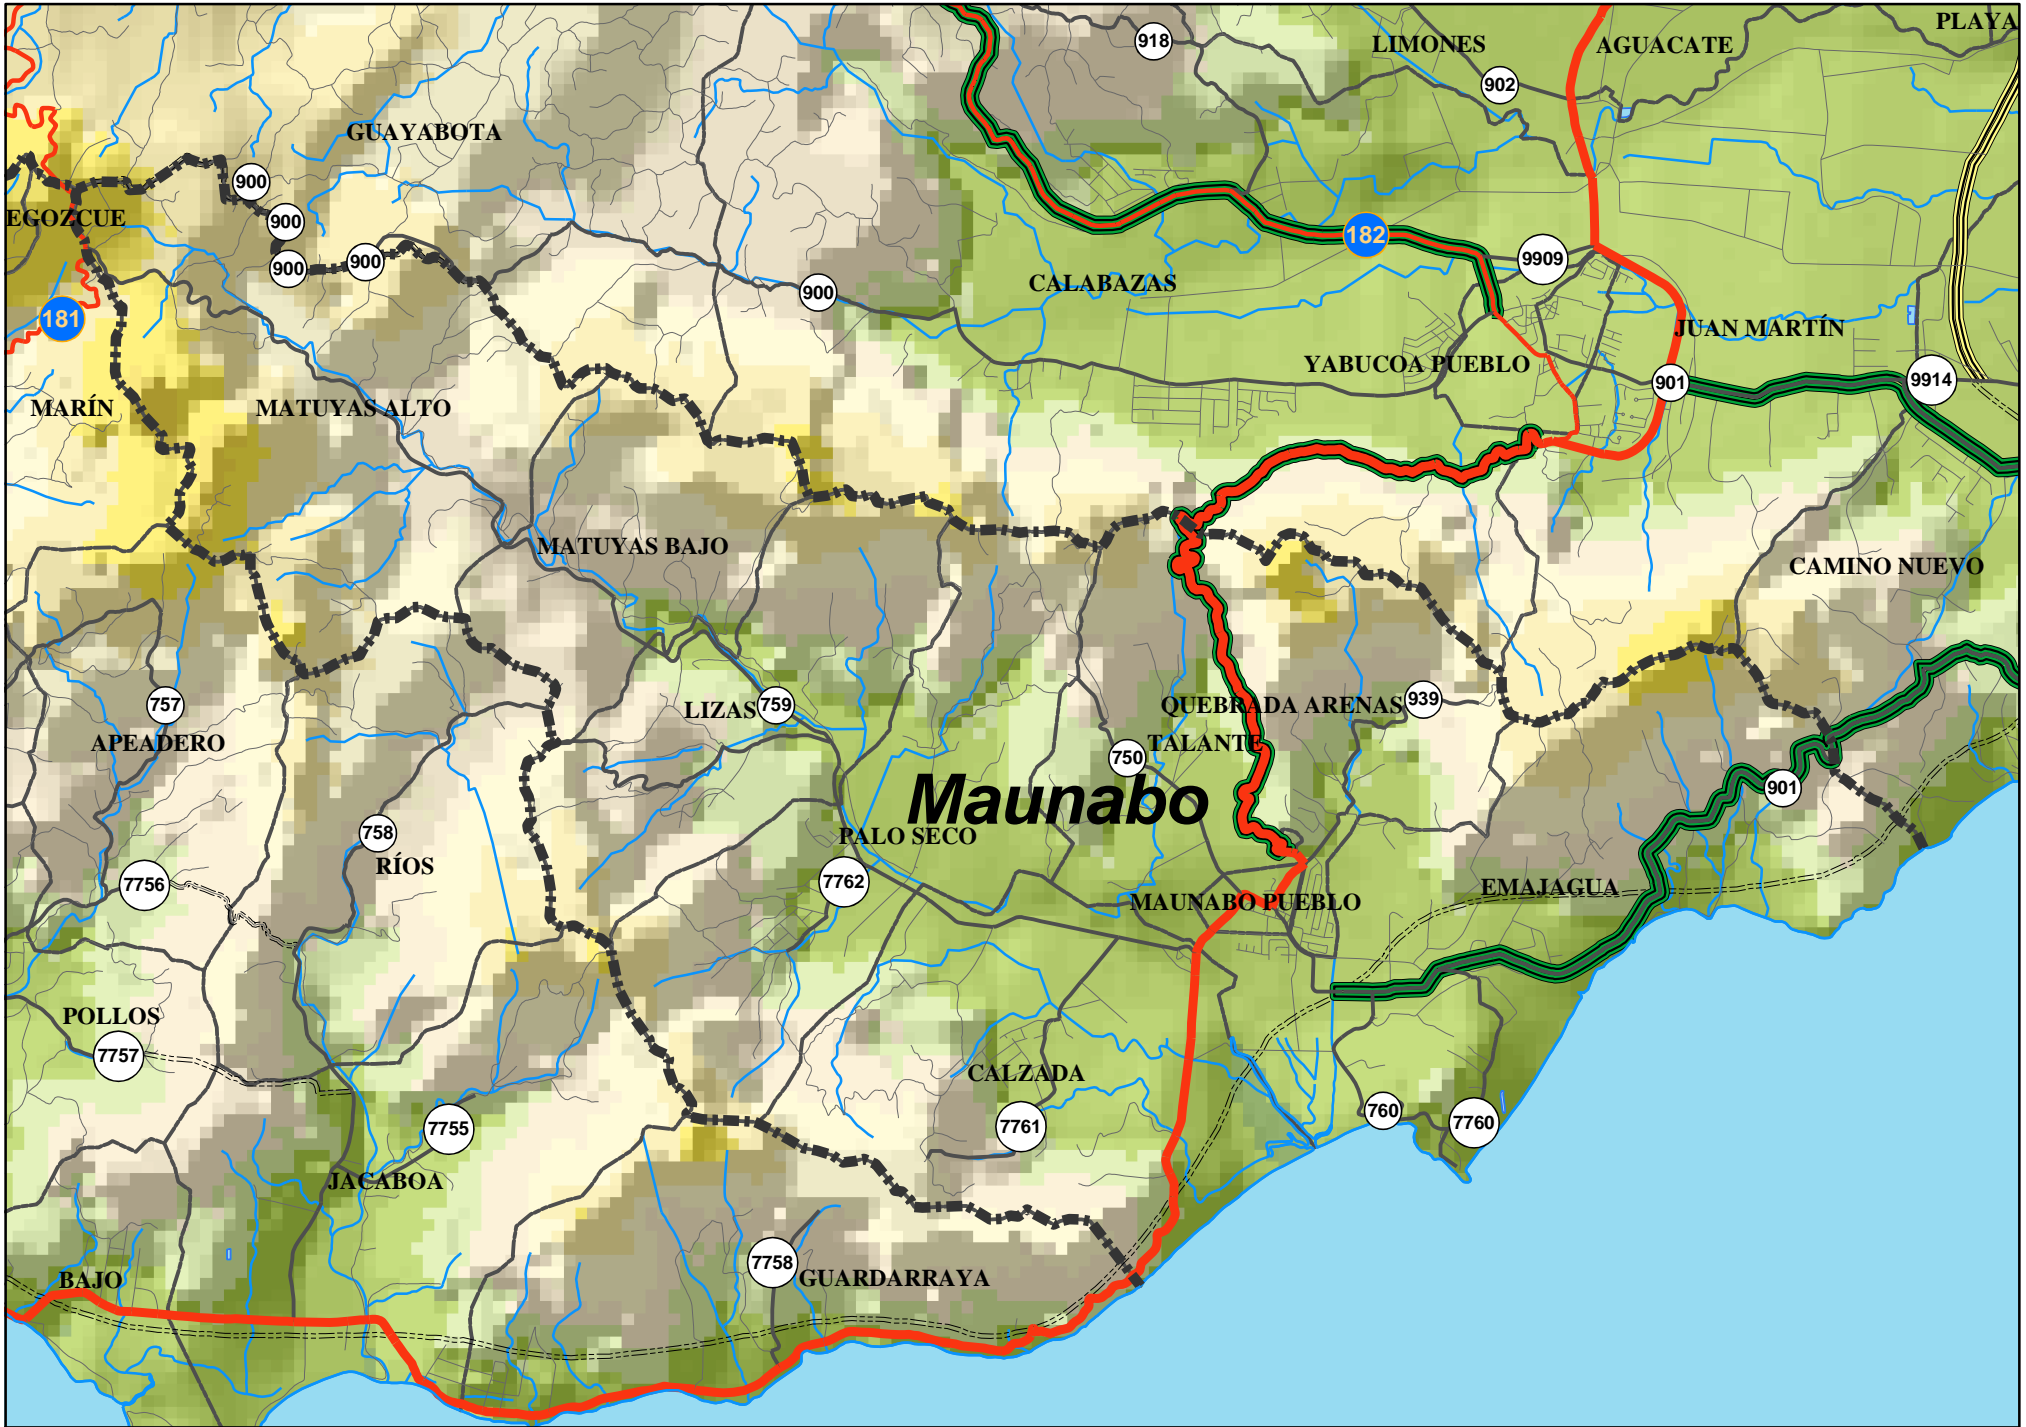 PLAYA
918
LIMONES
AGUACATE
902
GUAYABOTA
900
EGOZCUE
900
182
9909
900
900
CALABAZAS
900
181
JUAN MARTÍN
YABUCOA PUEBLO
901
9914
MARÍN
MATUYAS ALTO
MATUYAS BAJO
CAMINO NUEVO
757
LIZAS
759
QUEBRADA ARENAS
939
APEADERO
750
TALANTE
901
Maunabo
758
PALO SECO
RÍOS
7756
7762
EMAJAGUA
MAUNABO PUEBLO
POLLOS
7757
CALZADA
760
7760
7755
7761
JACABOA
7758
GUARDARRAYA
BAJO